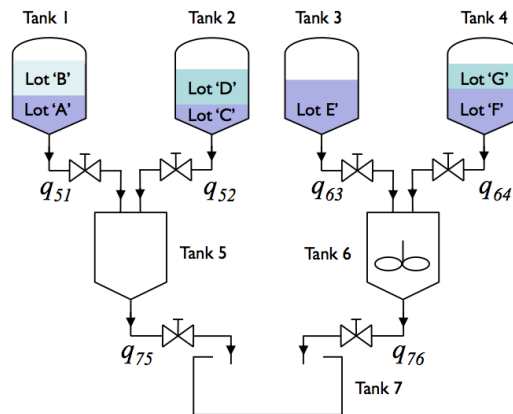 Tank 1
Tank 2
Tank 3
Tank 4
Lot 'B'
Lot 'A'
Lot 'D'
Lot 'C'
Lot E'
Lot 'G'
Lot 'F'
q51
q52
q63
q64
Tank 5
Tank 6
q75
q76
Tank 7